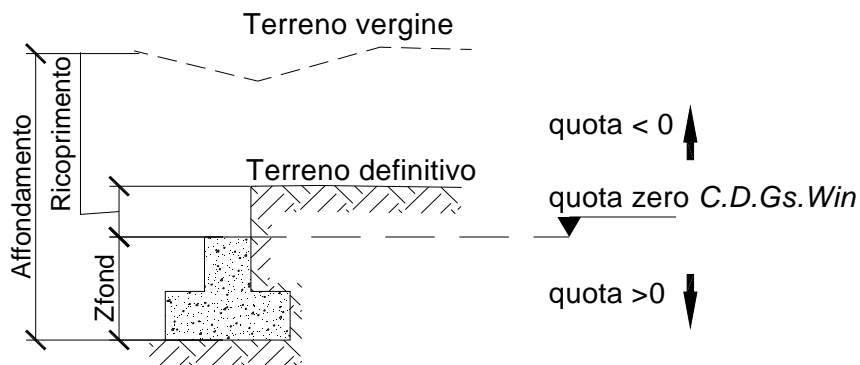 Terreno vergine
Affondamento
Ricoprimento
quota < 0
Terreno definitivo
quota zero C.D.Gs.Win
Zfond
quota >0